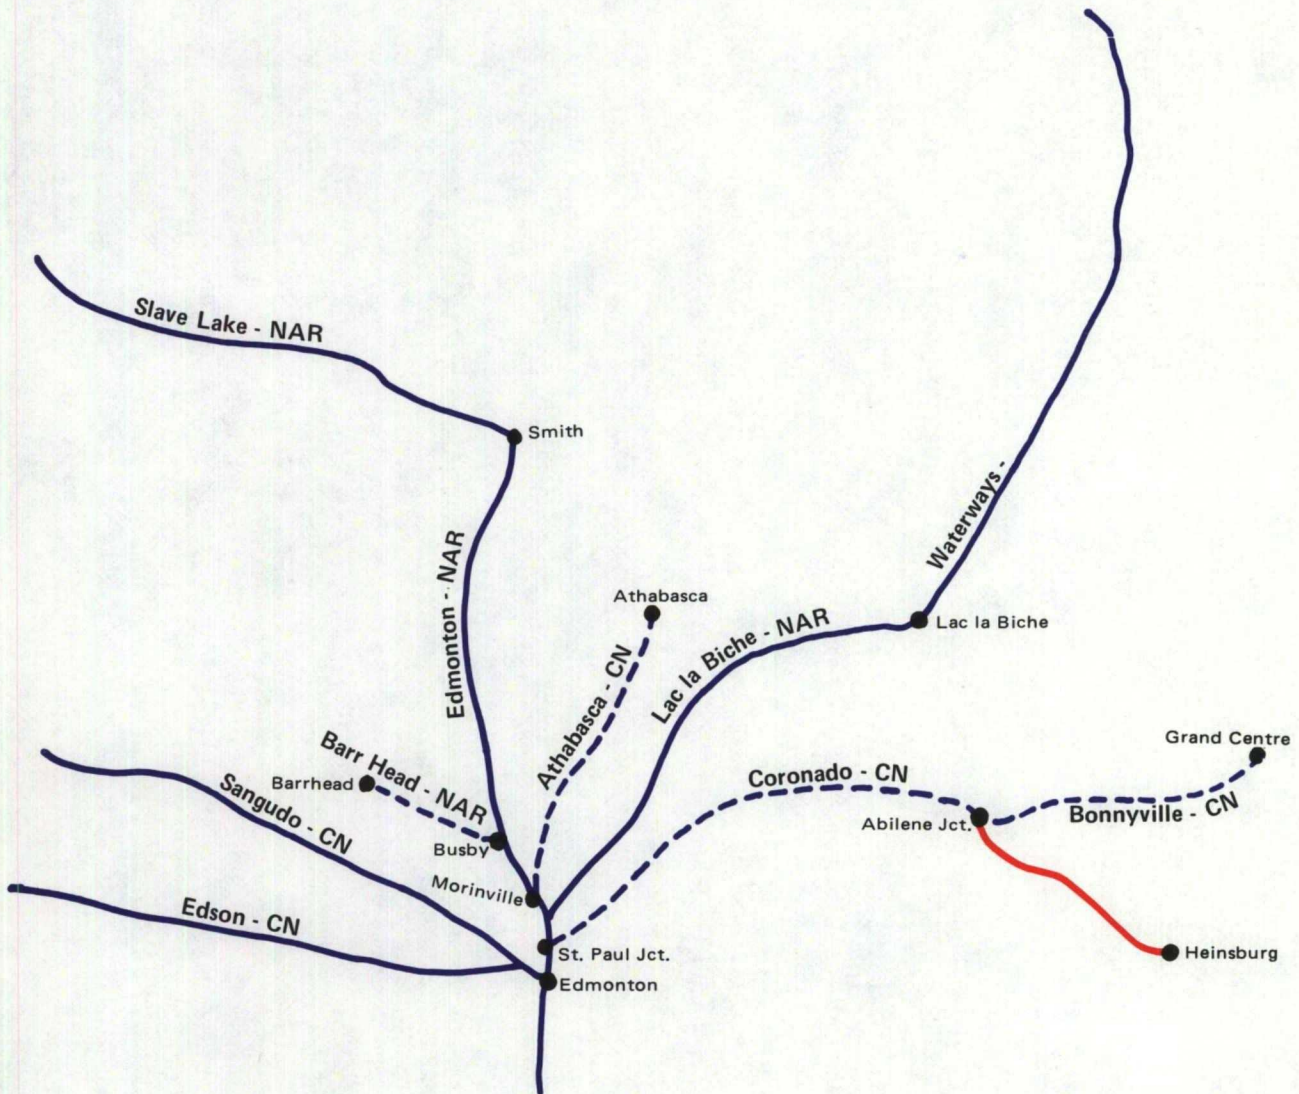 Slave Lake - NAR
Smith
Waterways -
Edmonton - NAR
Athabasca
Lac la Biche - NAR
Lac la Biche
Athabasca - CN
Grand Centre
Barr Head - NAR
Barrhead
Coronado - CN
Sangudo - CN
Bonnyville - CN
Abilene Jct.
Busby
Morinville
Edson - CN
St. Paul Jct.
Heinsburg
Edmonton